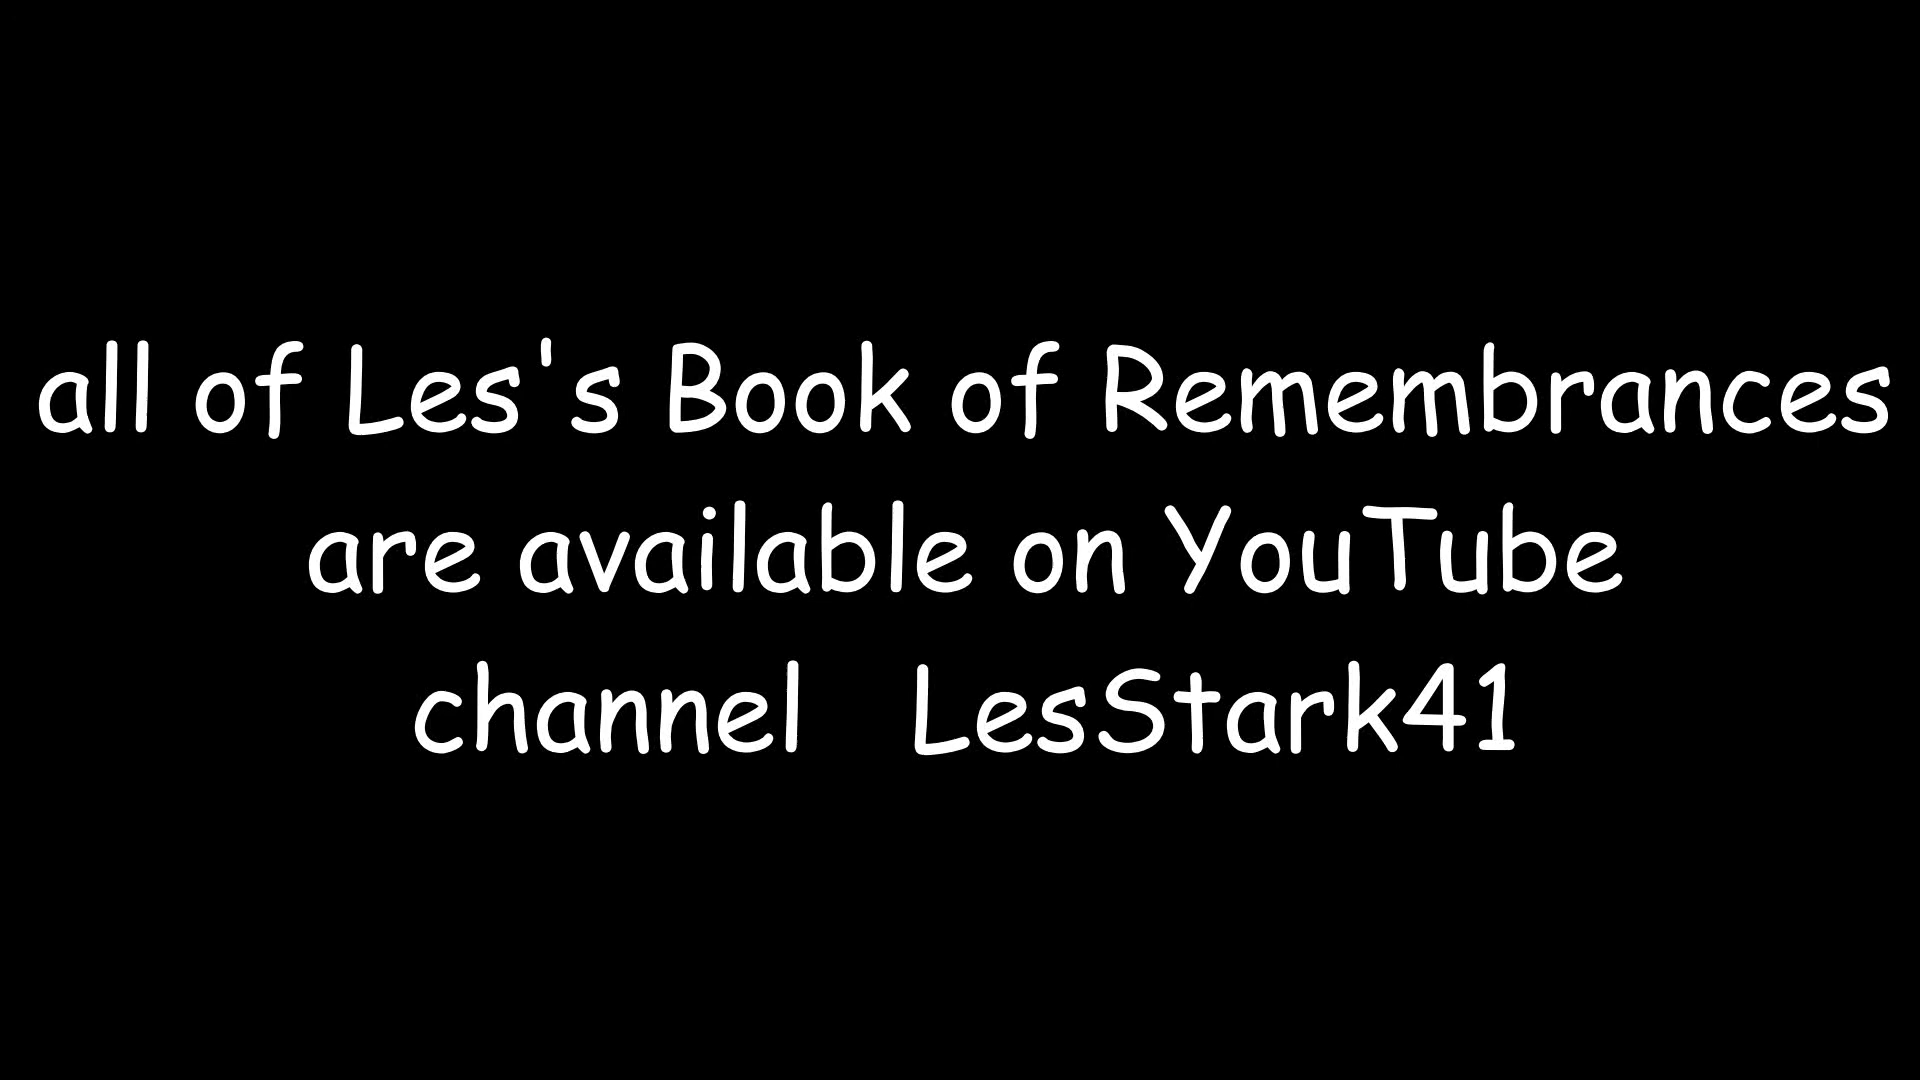 all of Les's Book of Remembrances
are available on YouTube
channel   LesStark41